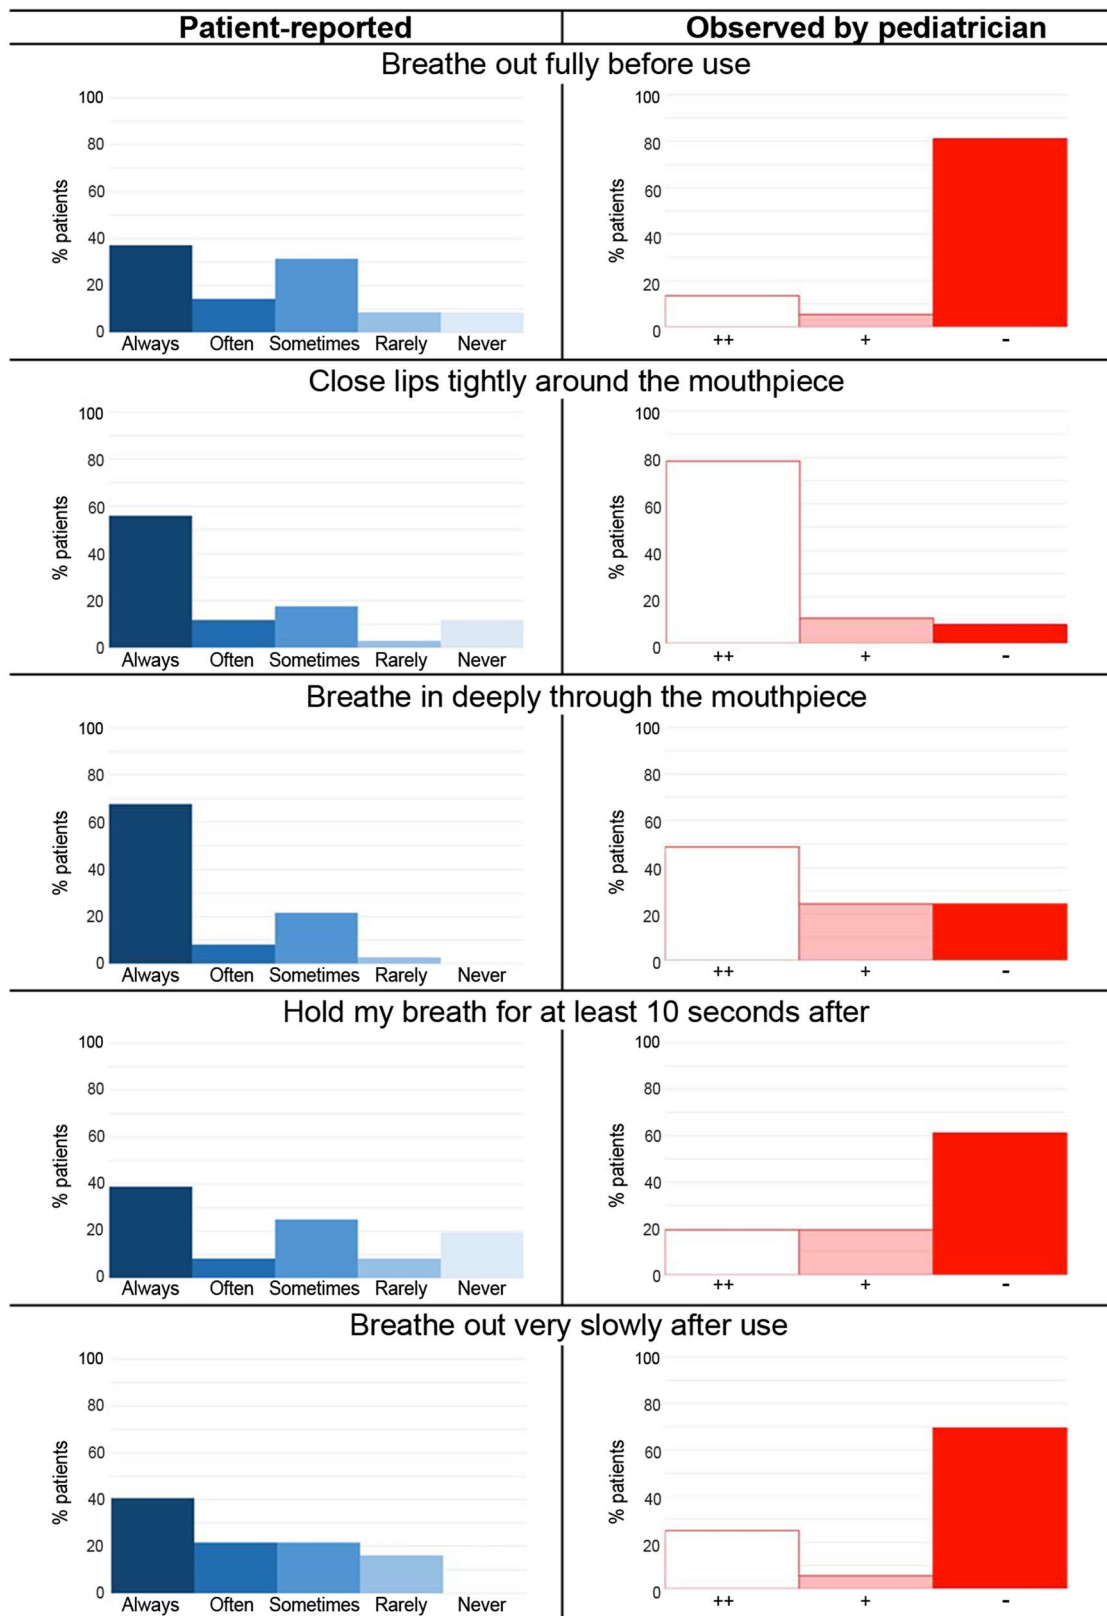 Patient-reported
Observed by pediatrician
Breathe out fully before use
100
80
60
40
20
0
% patients
Always Often Sometimes Rarely Never
100
80
60
40
20
0
% patients
++ + -
Close lips tightly around the mouthpiece
100
80
60
40
20
0
% patients
Always Often Sometimes Rarely Never
100
80
60
40
20
0
% patients
++ + -
Breathe in deeply through the mouthpiece
100
80
60
40
20
0
% patients
Always Often Sometimes Rarely Never
100
80
60
40
20
0
% patients
++ + -
Hold my breath for at least 10 seconds after
100
80
60
40
20
0
% patients
Always Often Sometimes Rarely Never
100
80
60
40
20
0
% patients
++ + -
Breathe out very slowly after use
100
80
60
40
20
0
% patients
Always Often Sometimes Rarely Never
100
80
60
40
20
0
% patients
++ + -